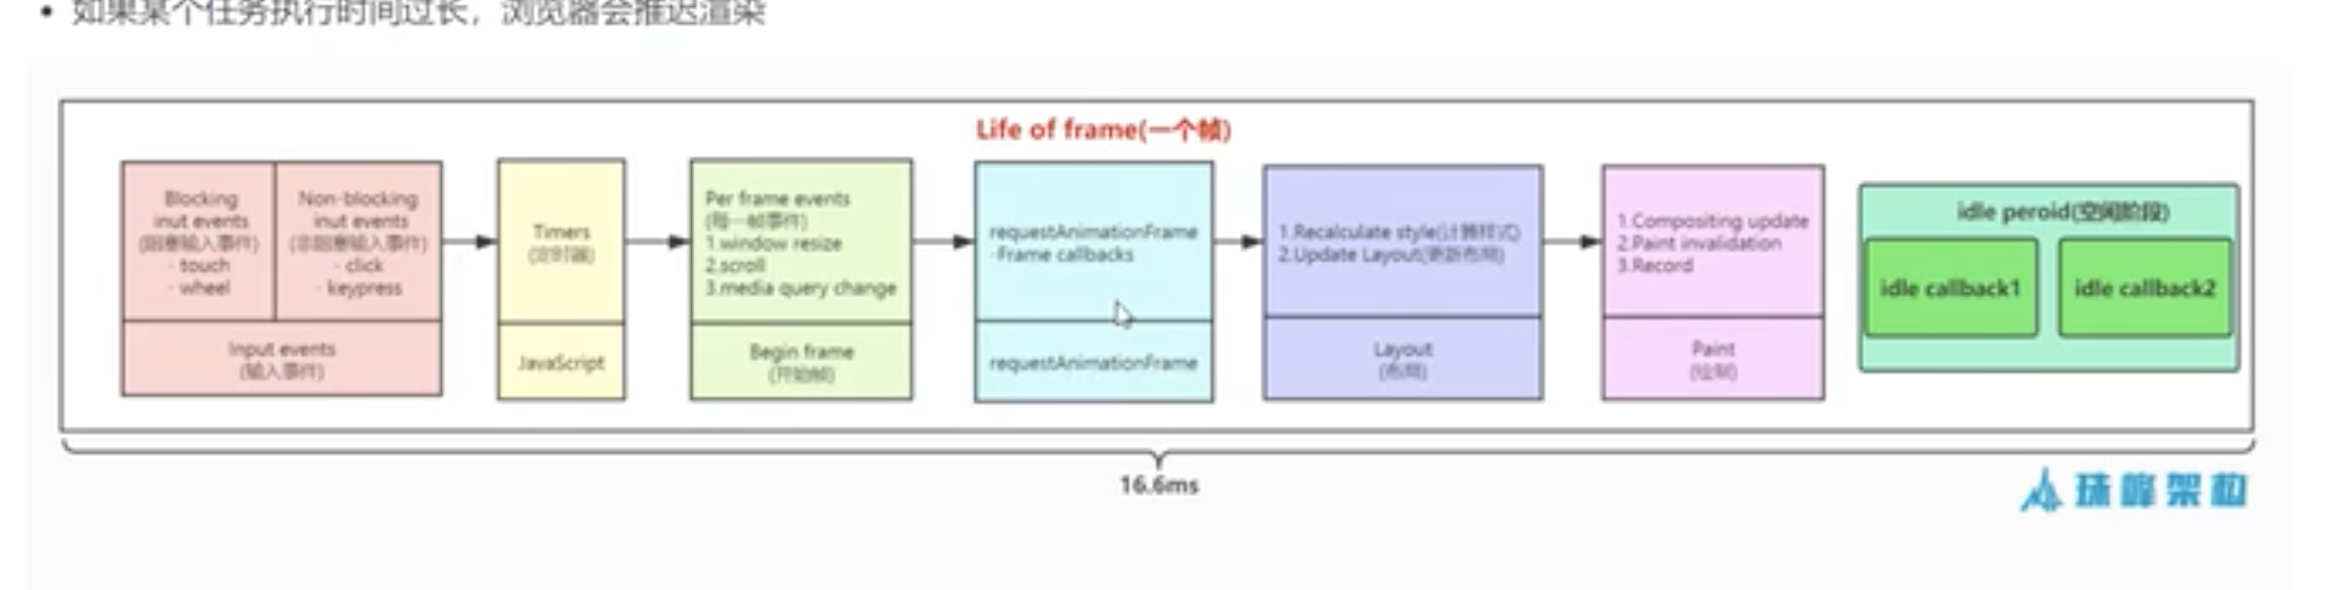 如果某个任务执行时间过长，浏览器会推迟渲染
Life of frame(一个帧)
Blocking
inut events
(阻塞输入事件)
- touch
- wheel
Non-blocking
inut events
(非阻塞输入事件)
- click
- keypress
Input events
(输入事件)
Timers
(定时器)
JavaScript
Per frame events
(每一帧事件)
1.window resize
2.scroll
3.media query change
Begin frame
(开始帧)
requestAnimationFrame
-Frame callbacks
requestAnimationFrame
1.Recalculate style(计算样式)
2.Update Layout(更新布局)
Layout
(布局)
1.Compositing update
2.Paint invalidation
3.Record
Paint
(绘制)
idle peroid(空闲阶段)
idle callback1
idle callback2
16.6ms
珠峰架构